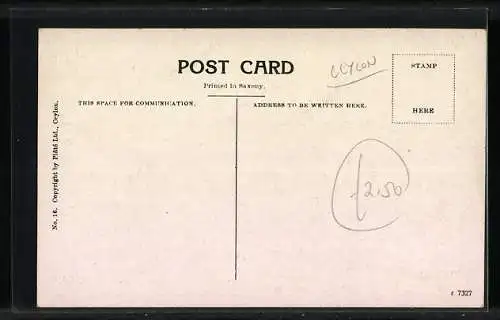 POST CARD
Printed in Saxony.
CEYLON
STAMP
HERE
THIS SPACE FOR COMMUNICATION.
ADDRESS TO BE WRITTEN HERE.
No, 16. Copyright by Plâté Ltd., Ceylon.
£2.50
c 7327